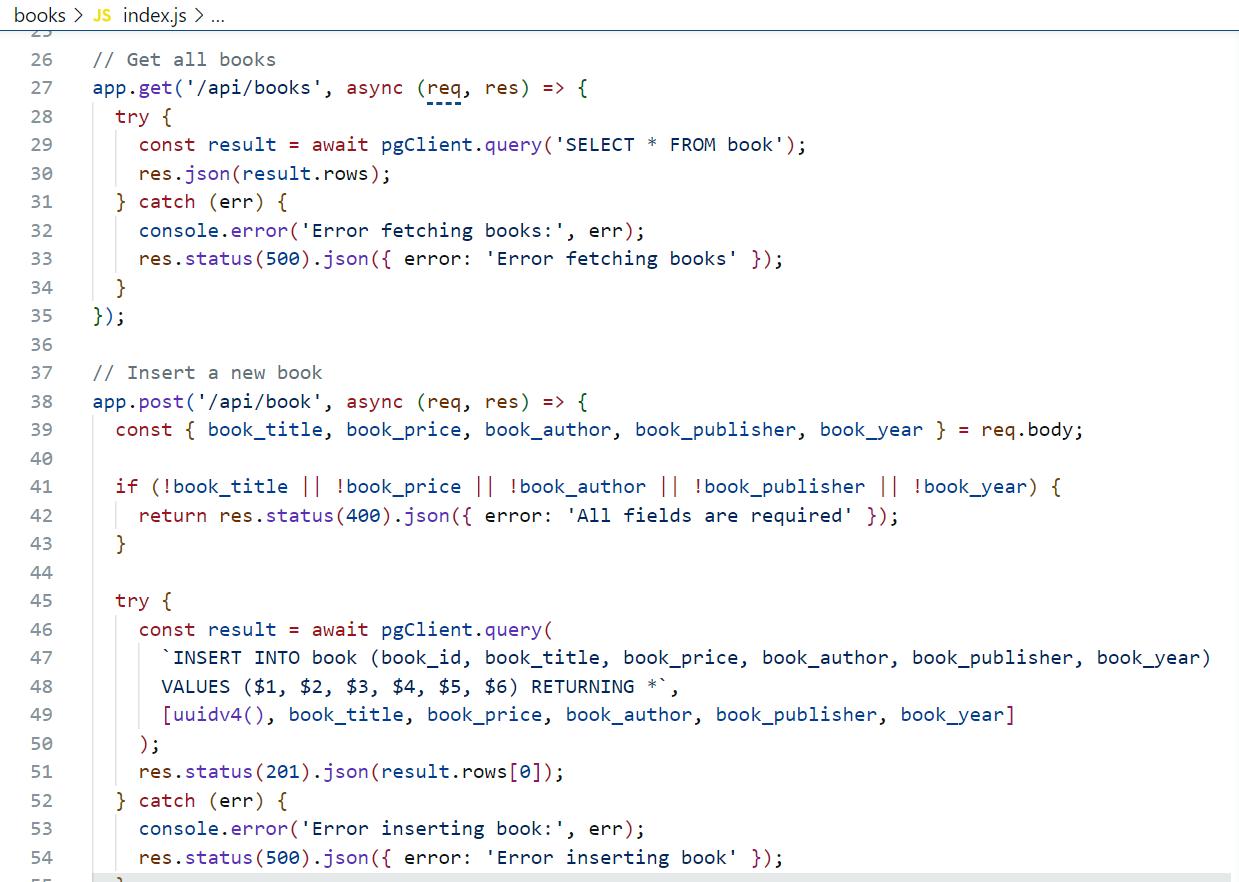 books > JS index.js > ...
25
26 // Get all books
27 app.get('/api/books', async (req, res) => {
28   try {
29     const result = await pgClient.query('SELECT * FROM book');
30     res.json(result.rows);
31   } catch (err) {
32     console.error('Error fetching books:', err);
33     res.status(500).json({ error: 'Error fetching books' });
34   }
35 });
36
37 // Insert a new book
38 app.post('/api/book', async (req, res) => {
39   const { book_title, book_price, book_author, book_publisher, book_year } = req.body;
40
41   if (!book_title || !book_price || !book_author || !book_publisher || !book_year) {
42     return res.status(400).json({ error: 'All fields are required' });
43   }
44
45   try {
46     const result = await pgClient.query(
47       `INSERT INTO book (book_id, book_title, book_price, book_author, book_publisher, book_year)
48       VALUES ($1, $2, $3, $4, $5, $6) RETURNING *`,
49       [uuidv4(), book_title, book_price, book_author, book_publisher, book_year]
50     );
51     res.status(201).json(result.rows[0]);
52   } catch (err) {
53     console.error('Error inserting book:', err);
54     res.status(500).json({ error: 'Error inserting book' });